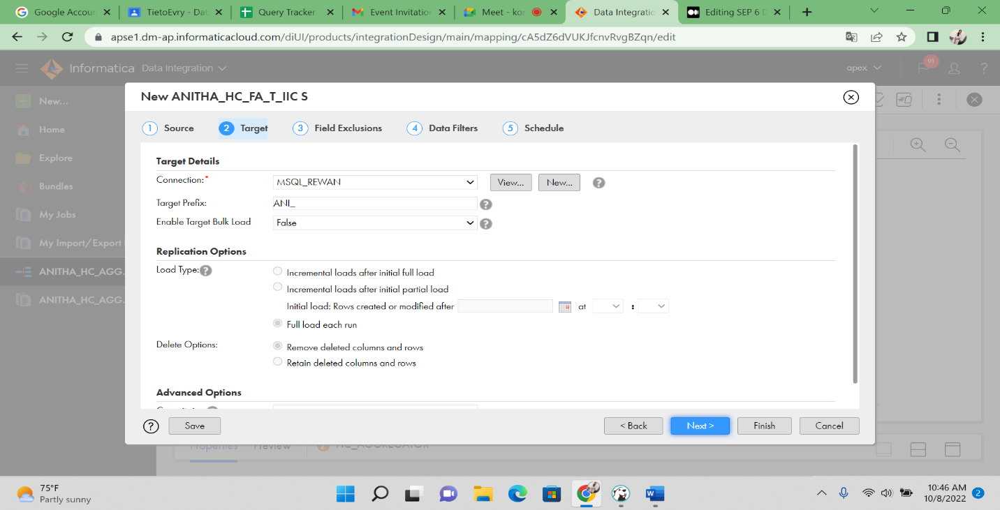 Google Accour
TietoEvry - Dat
Query Tracker
Event Invitation
Meet - kor
Data Integratio
Editing SEP 6 D
apse1.dm-ap.informaticacloud.com/diUI/products/integrationDesign/main/mapping/cA5dZ6dVUKJfcnvRvgBZqn/edit
Informatica Data Integration
apex
91
?
New...
Home
Explore
Bundles
My Jobs
My Import/Export
ANITHA_HC_AGG.
ANITHA_HC_AGG.
New ANITHA_HC_FA_T_IIC S
1 Source
2 Target
3 Field Exclusions
4 Data Filters
5 Schedule
Target Details
Connection:* MSQL_REWAN View... New... ?
Target Prefix: ANI_ ?
Enable Target Bulk Load False ?
Replication Options
Load Type: ? Incremental loads after initial full load
Incremental loads after initial partial load
Initial load: Rows created or modified after at :
Full load each run
Delete Options: Remove deleted columns and rows
Retain deleted columns and rows
Advanced Options
? Save < Back Next > Finish Cancel
Properties Preview HC_AGGREGATOR
75°F
Partly sunny
10:46 AM
10/8/2022
2